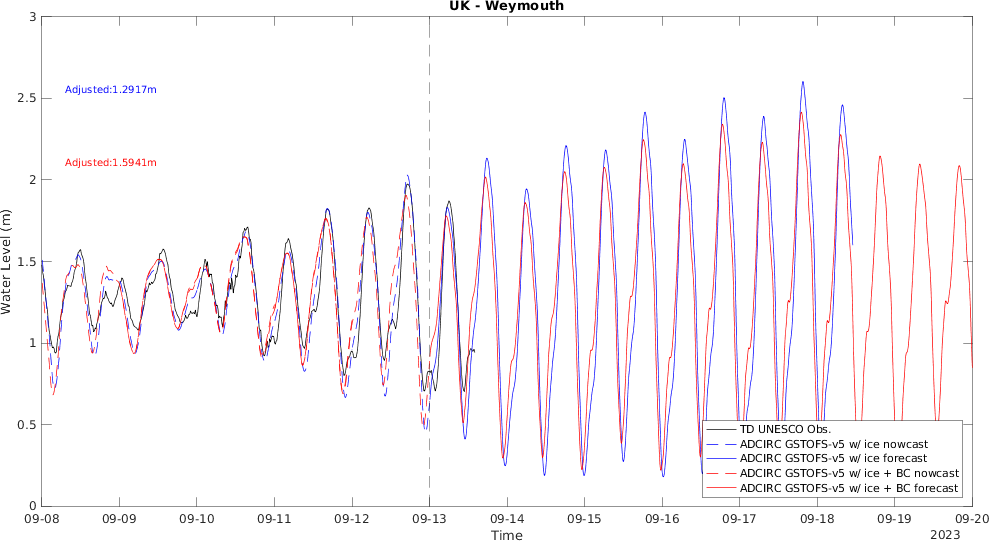 UK - Weymouth
3
2.5
2
1.5
1
0.5
0
Water Level (m)
Adjusted:1.2917m
Adjusted:1.5941m
TD UNESCO Obs.
ADCIRC GSTOFS-v5 w/ ice nowcast
ADCIRC GSTOFS-v5 w/ ice forecast
ADCIRC GSTOFS-v5 w/ ice + BC nowcast
ADCIRC GSTOFS-v5 w/ ice + BC forecast
09-08 09-09 09-10 09-11 09-12 09-13 09-14 09-15 09-16 09-17 09-18 09-19 09-20
Time
2023